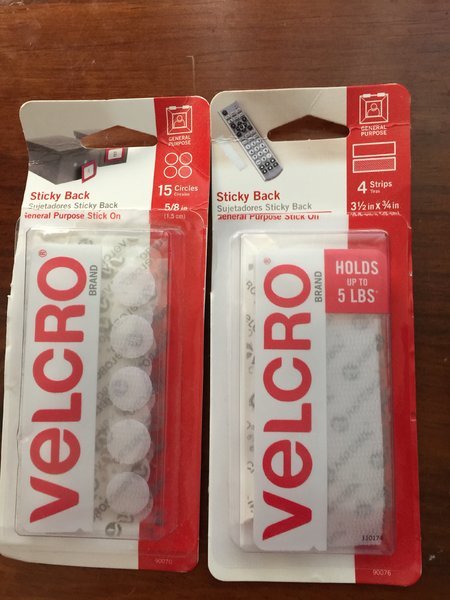 GENERAL
PURPOSE
Sticky Back
15 Circles
Sujetadores Sticky Back
5/8 in
(1,5 cm)
General Purpose Stick On
VELCRO®
BRAND
90070
GENERAL
PURPOSE
Sticky Back
4 Strips
Tiras
Sujetadores Sticky Back
3½ in x ¾ in
General Purpose Stick On
VELCRO®
BRAND
HOLDS
UP TO
5 LBS*
90076